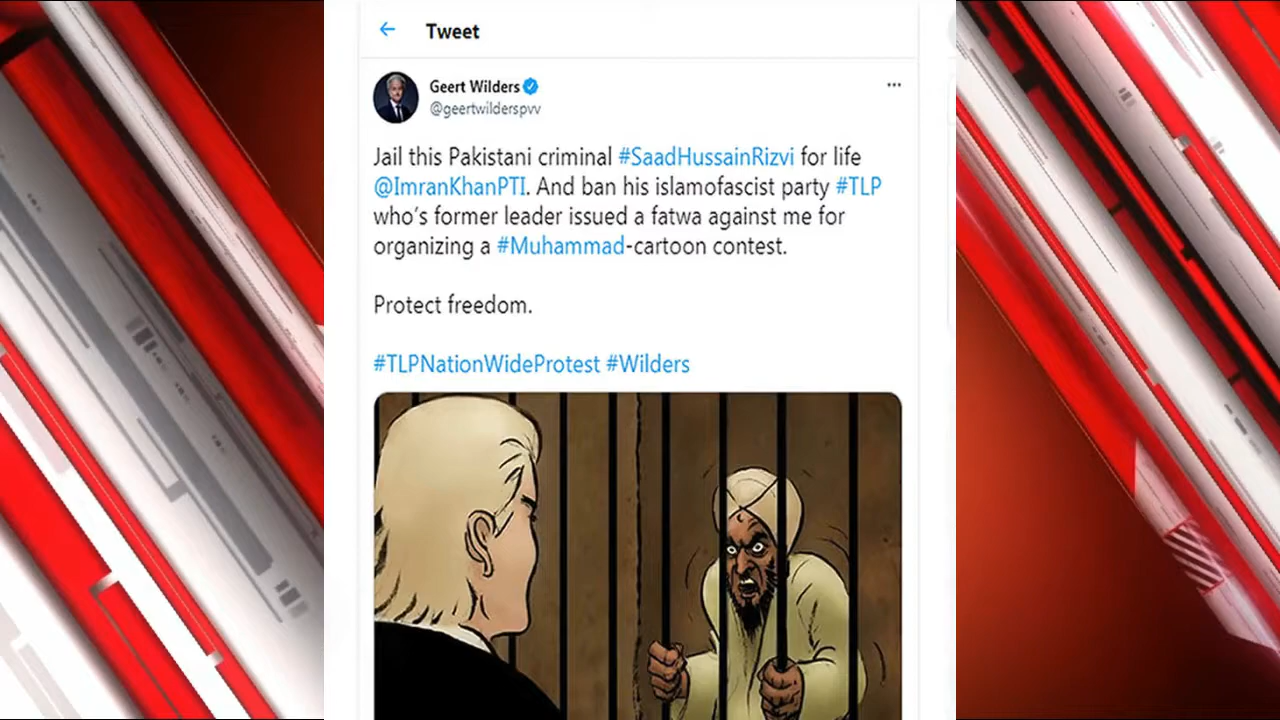 Tweet
Geert Wilders
@geertwilderspvv
Jail this Pakistani criminal #SaadHussainRizvi for life
@ImranKhanPTI. And ban his islamofascist party #TLP
who's former leader issued a fatwa against me for
organizing a #Muhammad-cartoon contest.
Protect freedom.
#TLPNationWideProtest #Wilders